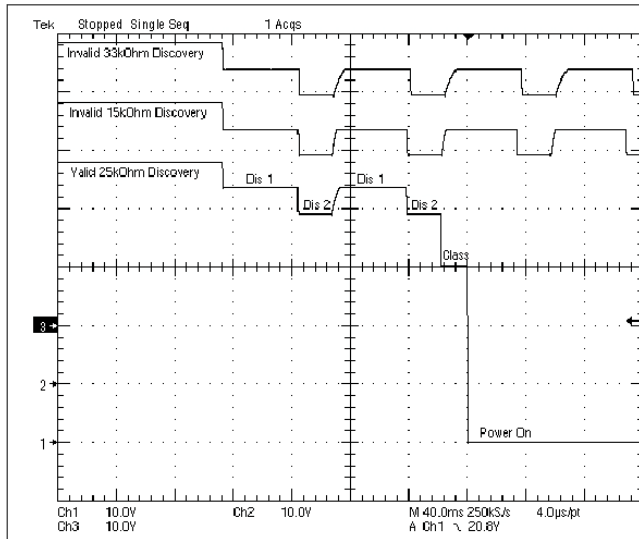 Tek Stopped Single Seq 1 Acqs
Invalid 33kOhm Discovery
Invalid 15kOhm Discovery
Valid 25kOhm Discovery
Dis 1 Dis 1
Dis 2 Dis 2
Class
3
2
1
Power On
Ch1 10.0V Ch2 10.0V M 40.0ms 250kS/s 4.0µs/pt
Ch3 10.0V A Ch1 ∖ 20.8V